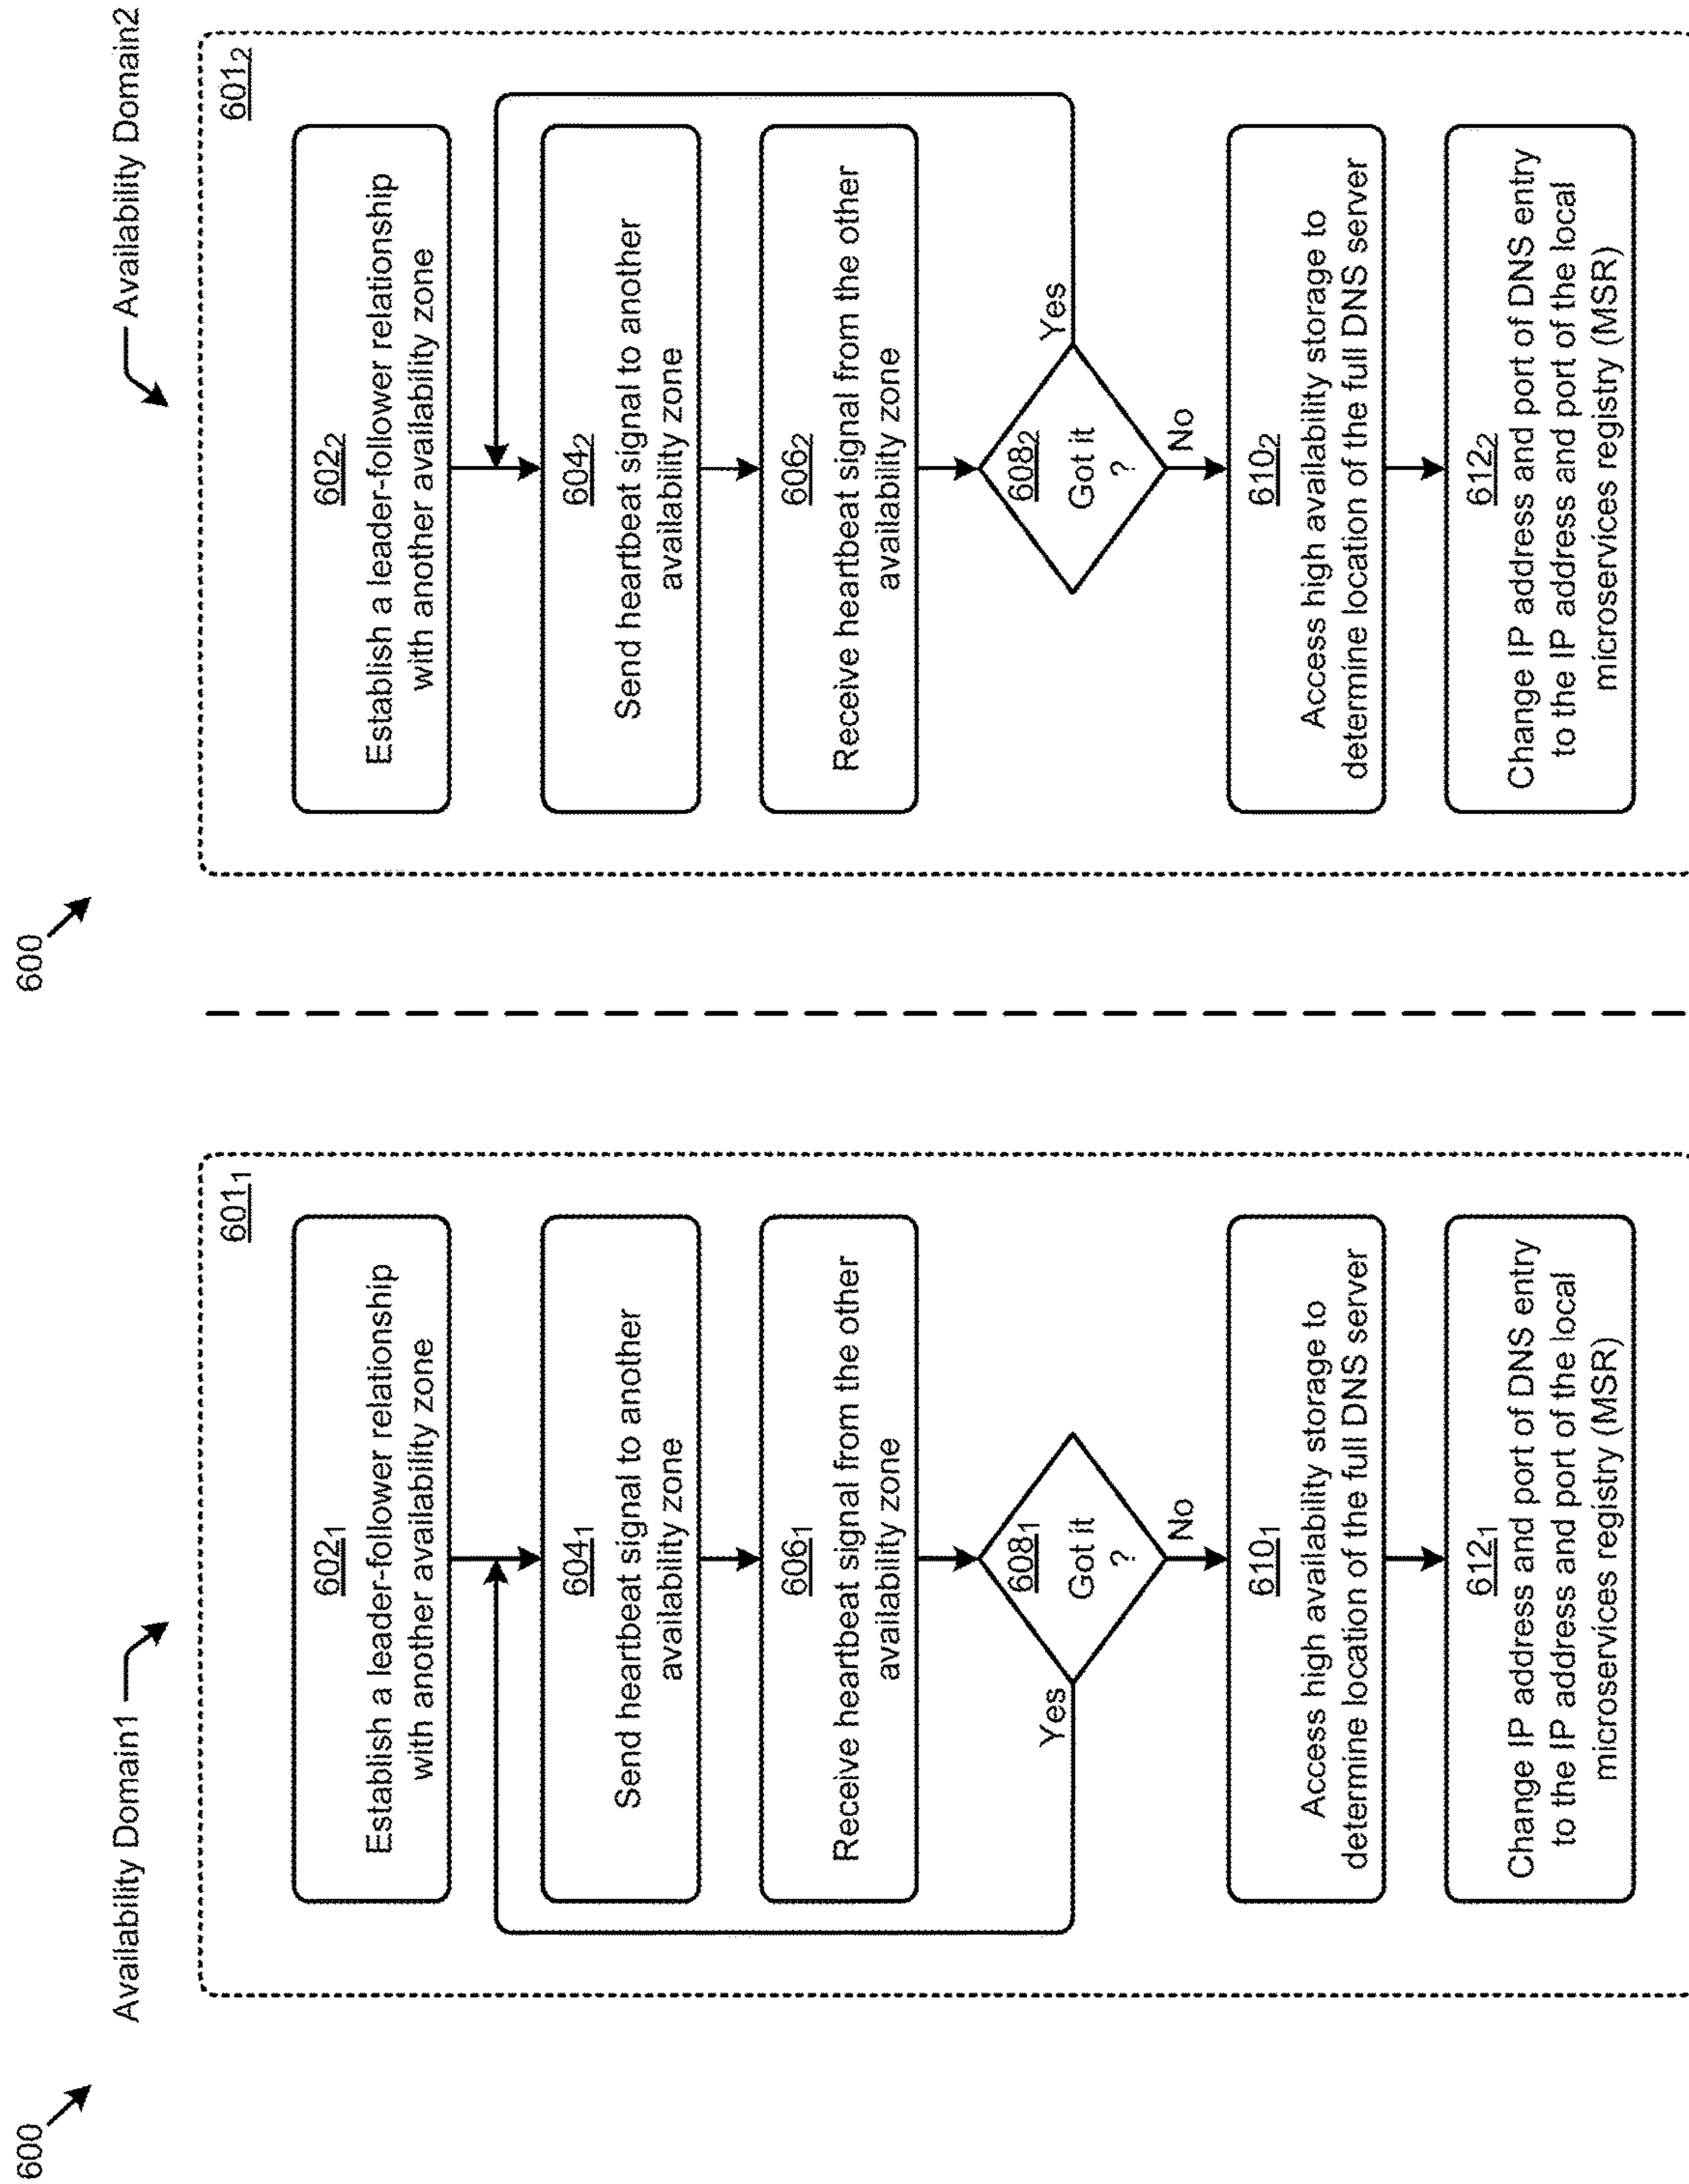 600
Availability Domain1
601₁
602₁
Establish a leader-follower relationship
with another availability zone
604₁
Send heartbeat signal to another
availability zone
606₁
Receive heartbeat signal from the other
availability zone
608₁
Got it
?
Yes
No
610₁
Access high availability storage to
determine location of the full DNS server
612₁
Change IP address and port of DNS entry
to the IP address and port of the local
microservices registry (MSR)
600
Availability Domain2
601₂
602₂
Establish a leader-follower relationship
with another availability zone
604₂
Send heartbeat signal to another
availability zone
606₂
Receive heartbeat signal from the other
availability zone
608₂
Got it
?
Yes
No
610₂
Access high availability storage to
determine location of the full DNS server
612₂
Change IP address and port of DNS entry
to the IP address and port of the local
microservices registry (MSR)